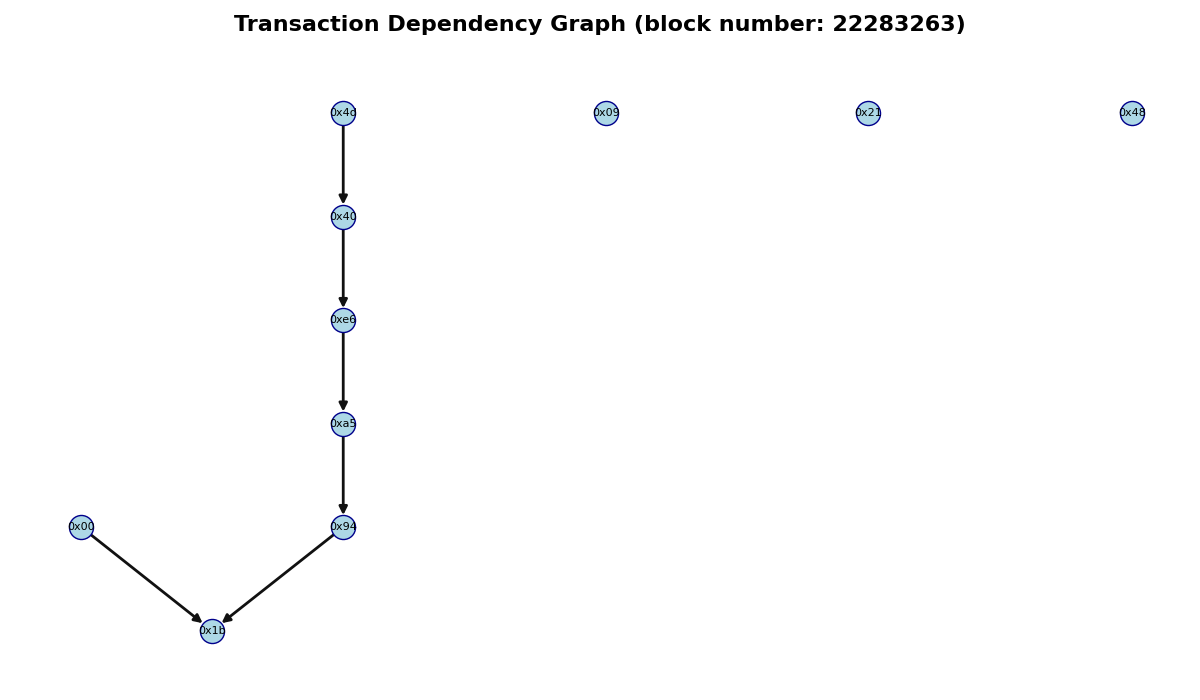 Transaction Dependency Graph (block number: 22283263)
0x4d 0x09 0x21 0x48
0x40
0xe6
0xa5
0x00 0x94
0x1b